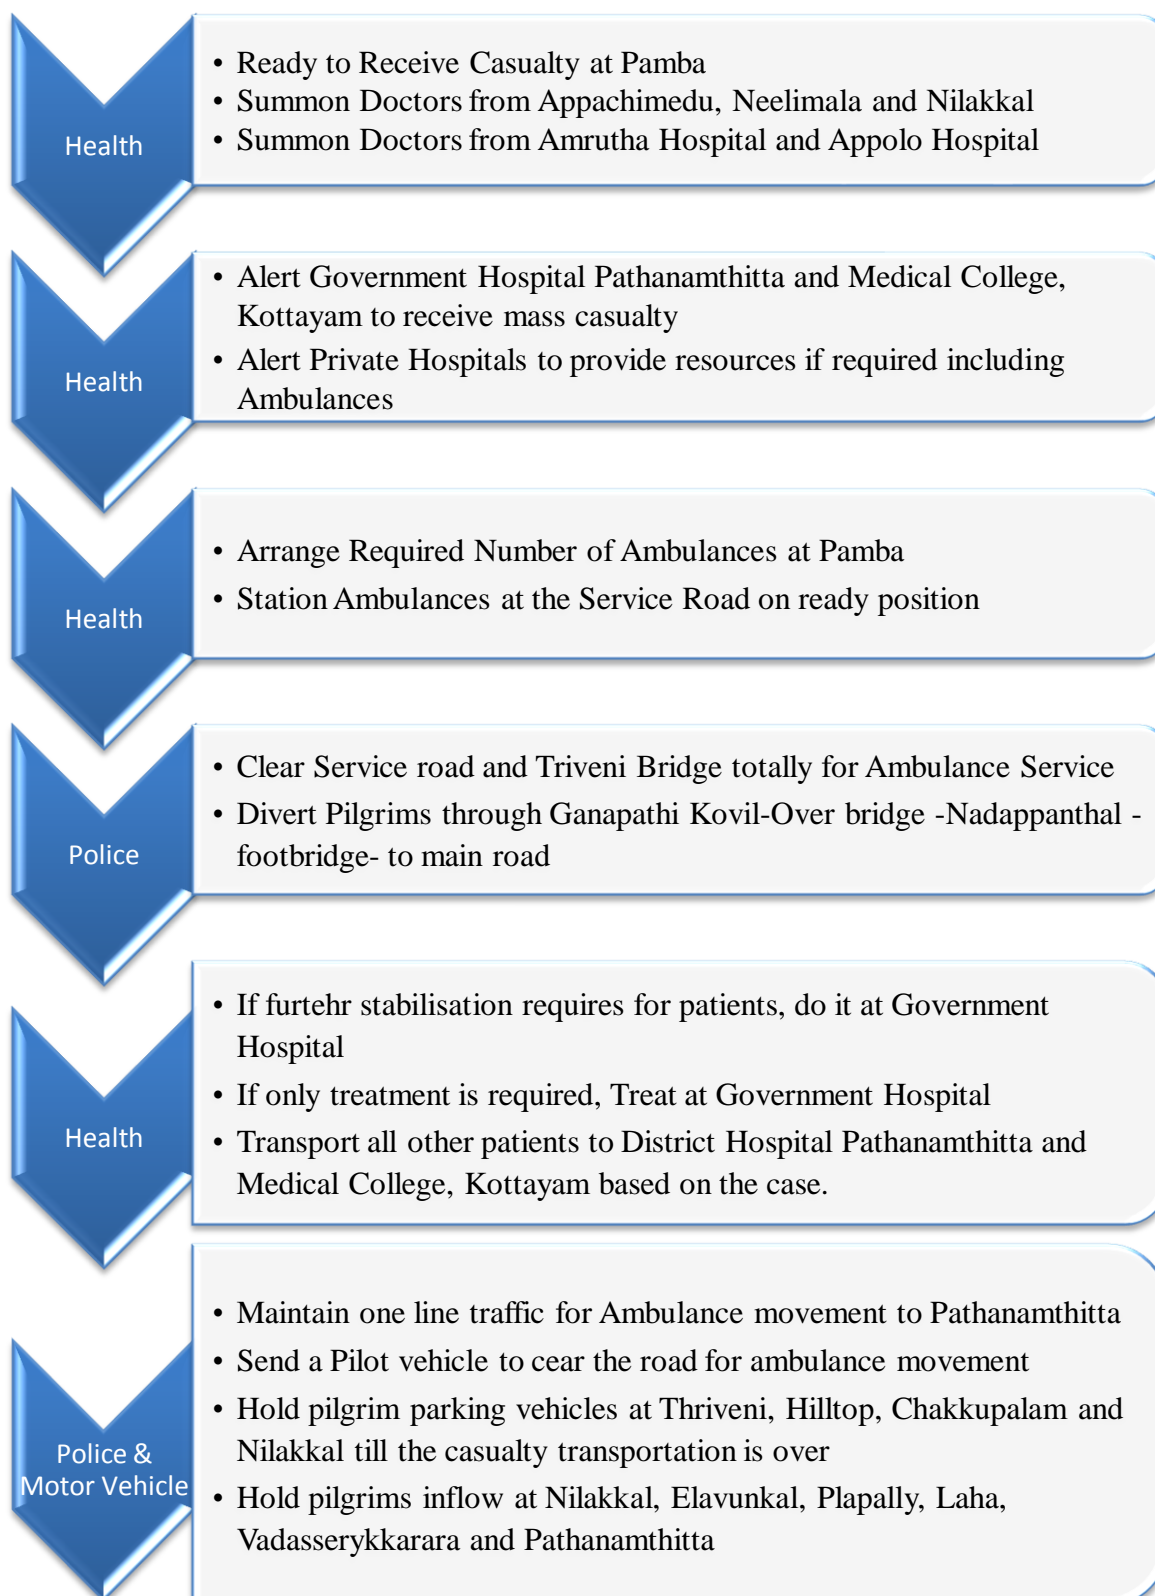 Health
• Ready to Receive Casualty at Pamba
• Summon Doctors from Appachimedu, Neelimala and Nilakkal
• Summon Doctors from Amrutha Hospital and Appolo Hospital
Health
• Alert Government Hospital Pathanamthitta and Medical College,
Kottayam to receive mass casualty
• Alert Private Hospitals to provide resources if required including
Ambulances
Health
• Arrange Required Number of Ambulances at Pamba
• Station Ambulances at the Service Road on ready position
Police
• Clear Service road and Triveni Bridge totally for Ambulance Service
• Divert Pilgrims through Ganapathi Kovil-Over bridge -Nadappanthal -
footbridge- to main road
Health
• If furtehr stabilisation requires for patients, do it at Government
Hospital
• If only treatment is required, Treat at Government Hospital
• Transport all other patients to District Hospital Pathanamthitta and
Medical College, Kottayam based on the case.
Police &
Motor Vehicle
• Maintain one line traffic for Ambulance movement to Pathanamthitta
• Send a Pilot vehicle to cear the road for ambulance movement
• Hold pilgrim parking vehicles at Thriveni, Hilltop, Chakkupalam and
Nilakkal till the casualty transportation is over
• Hold pilgrims inflow at Nilakkal, Elavunkal, Plapally, Laha,
Vadasserykkarara and Pathanamthitta